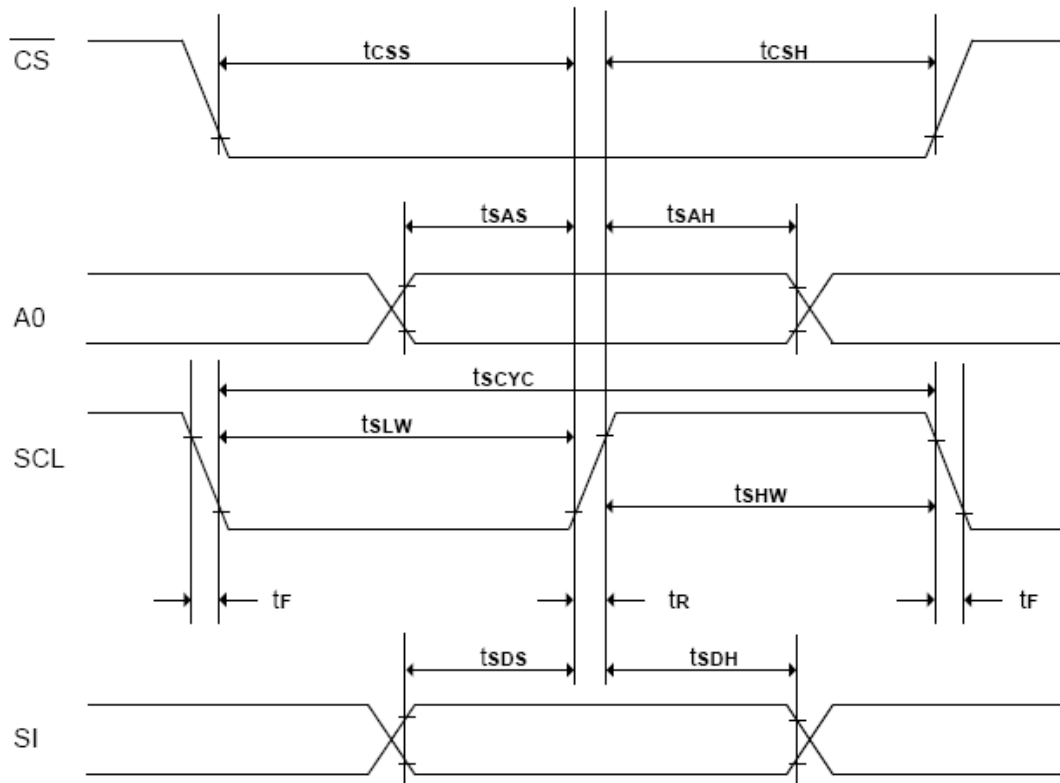 CS
tCSS
tCSH
tSAS
tSAH
A0
tSCYC
tSLW
SCL
tSHW
tF
tR
tF
tSDS
tSDH
SI